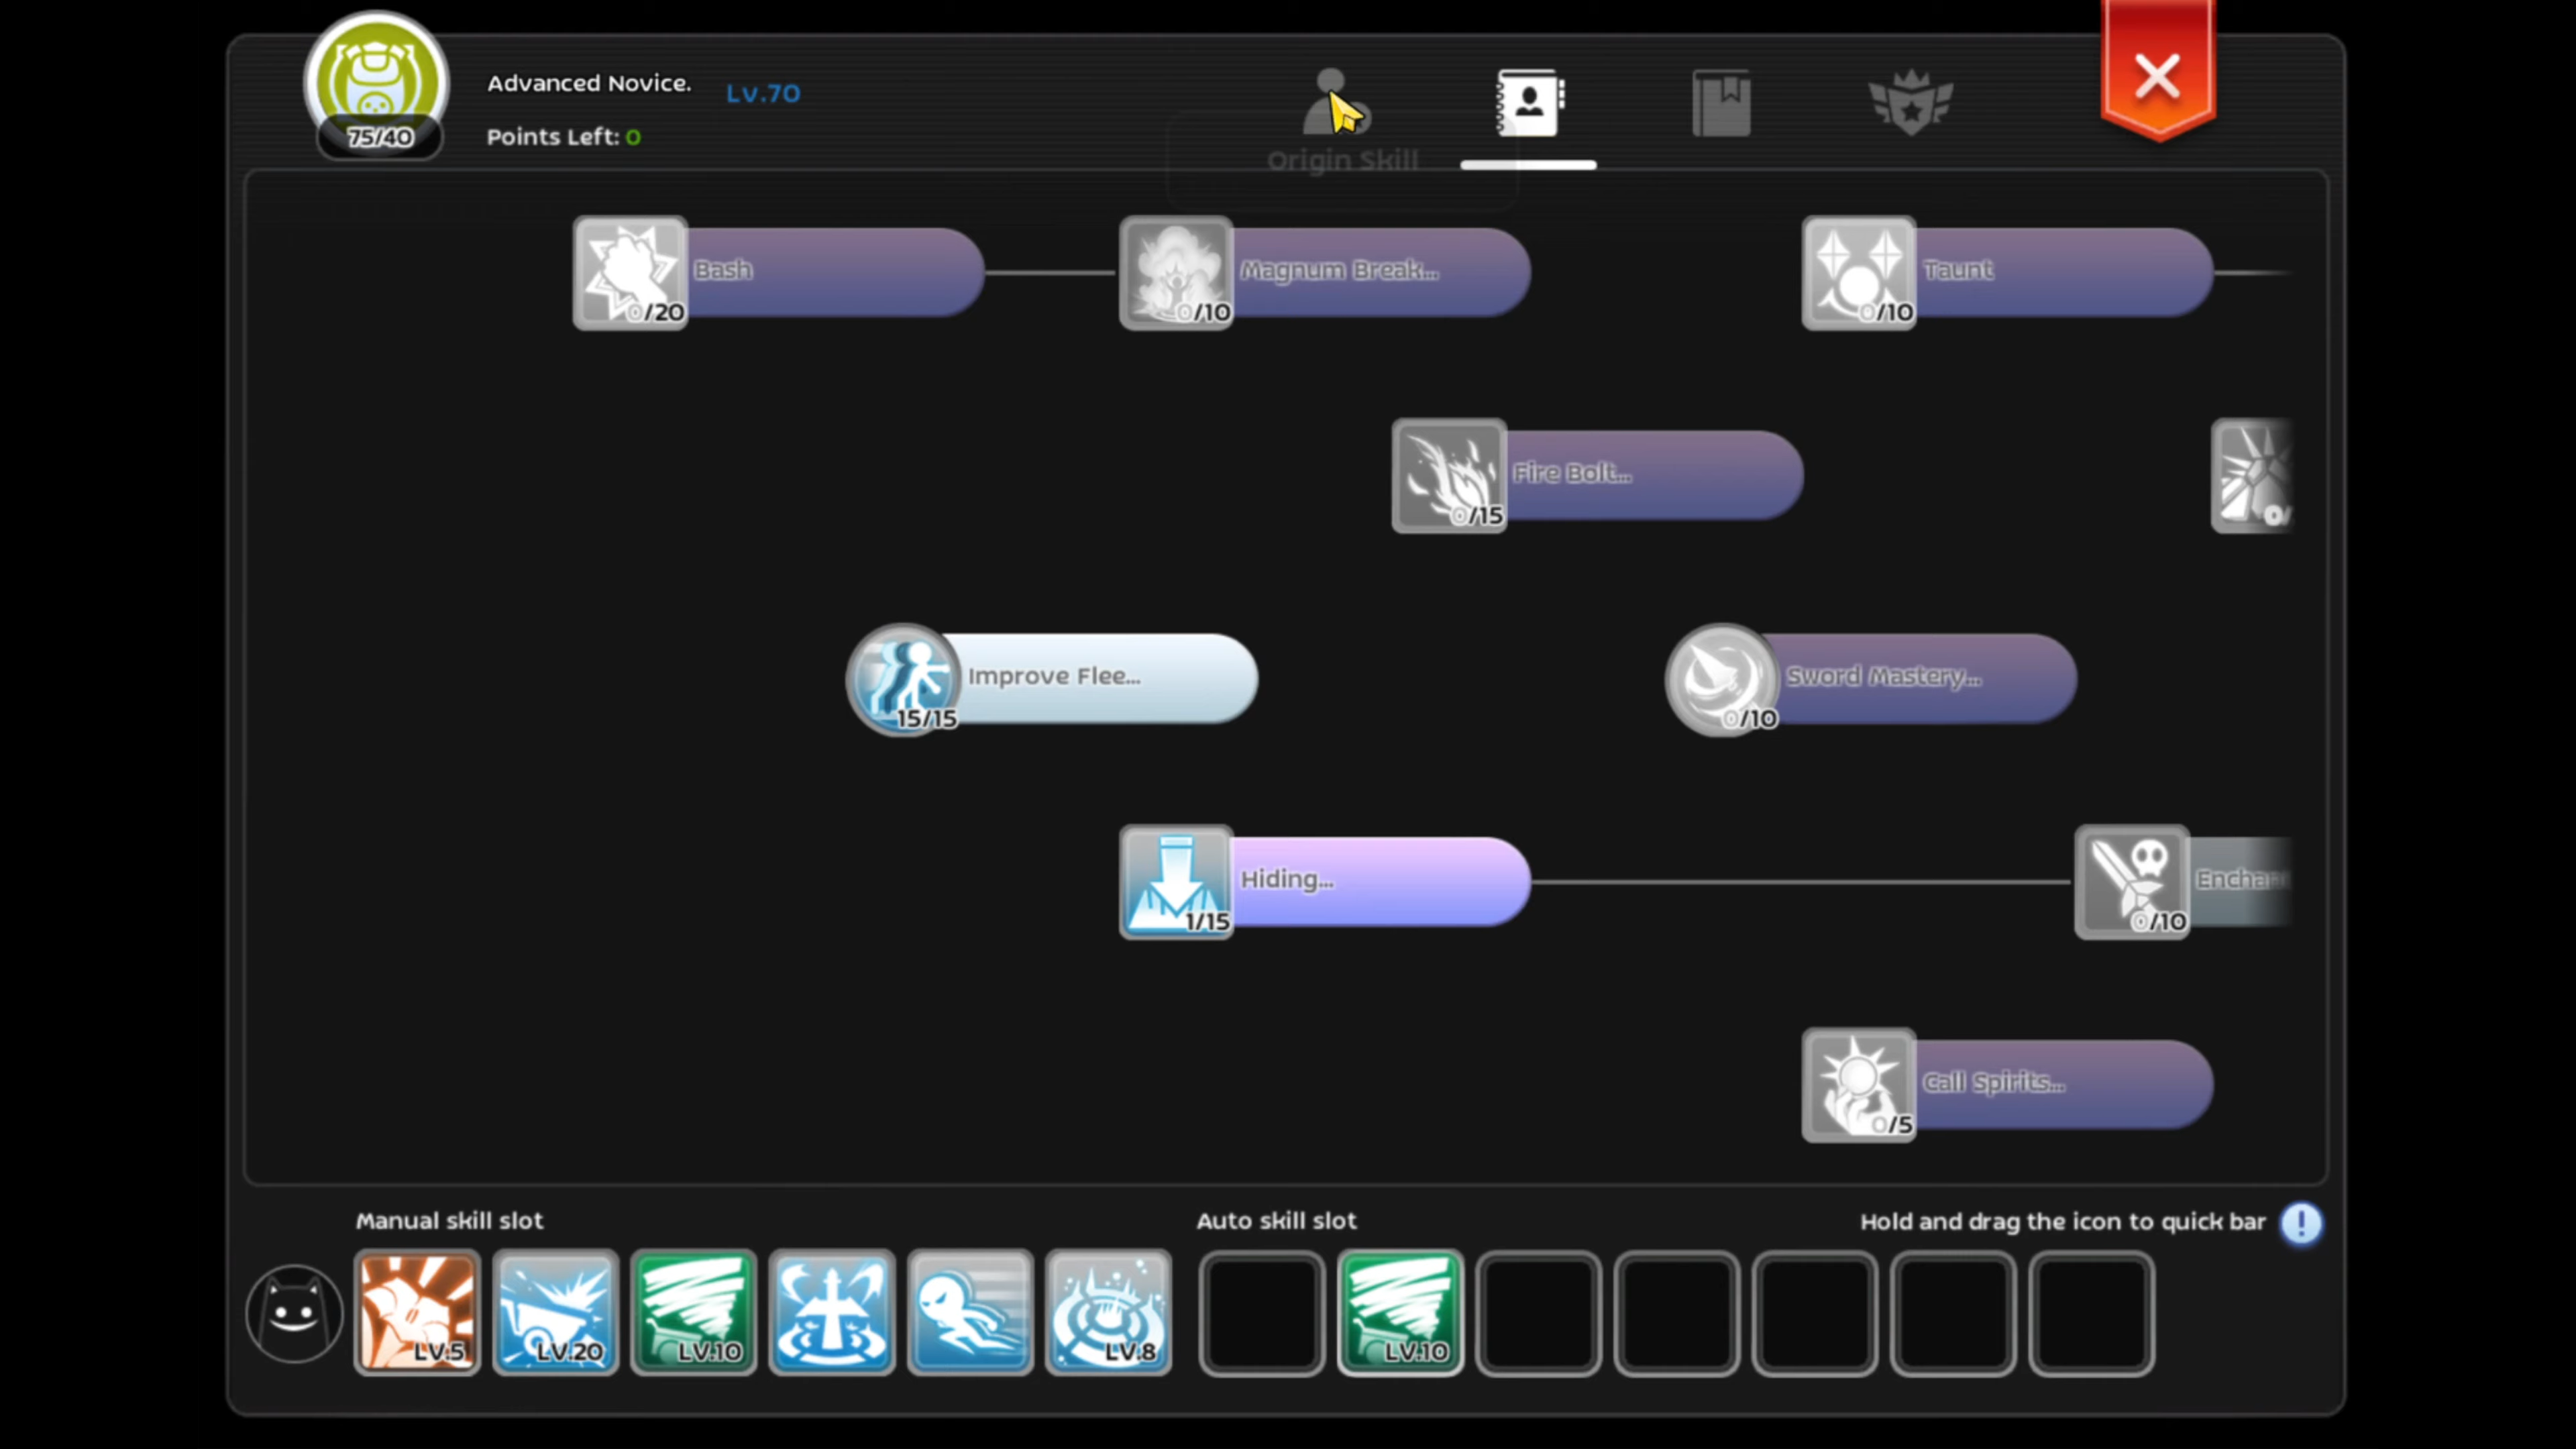 Advanced Novice.
Lv.70
75/40
Points Left: 0
Origin Skill
Bash
0/20
Magnum Break...
0/10
Taunt
0/10
Fire Bolt...
0/15
0/
Improve Flee...
15/15
Sword Mastery...
0/10
Hiding...
1/15
Enchan
0/10
Call Spirits...
0/5
Manual skill slot
Auto skill slot
Hold and drag the icon to quick bar
LV.5
LV.20
LV.10
LV.8
LV.10